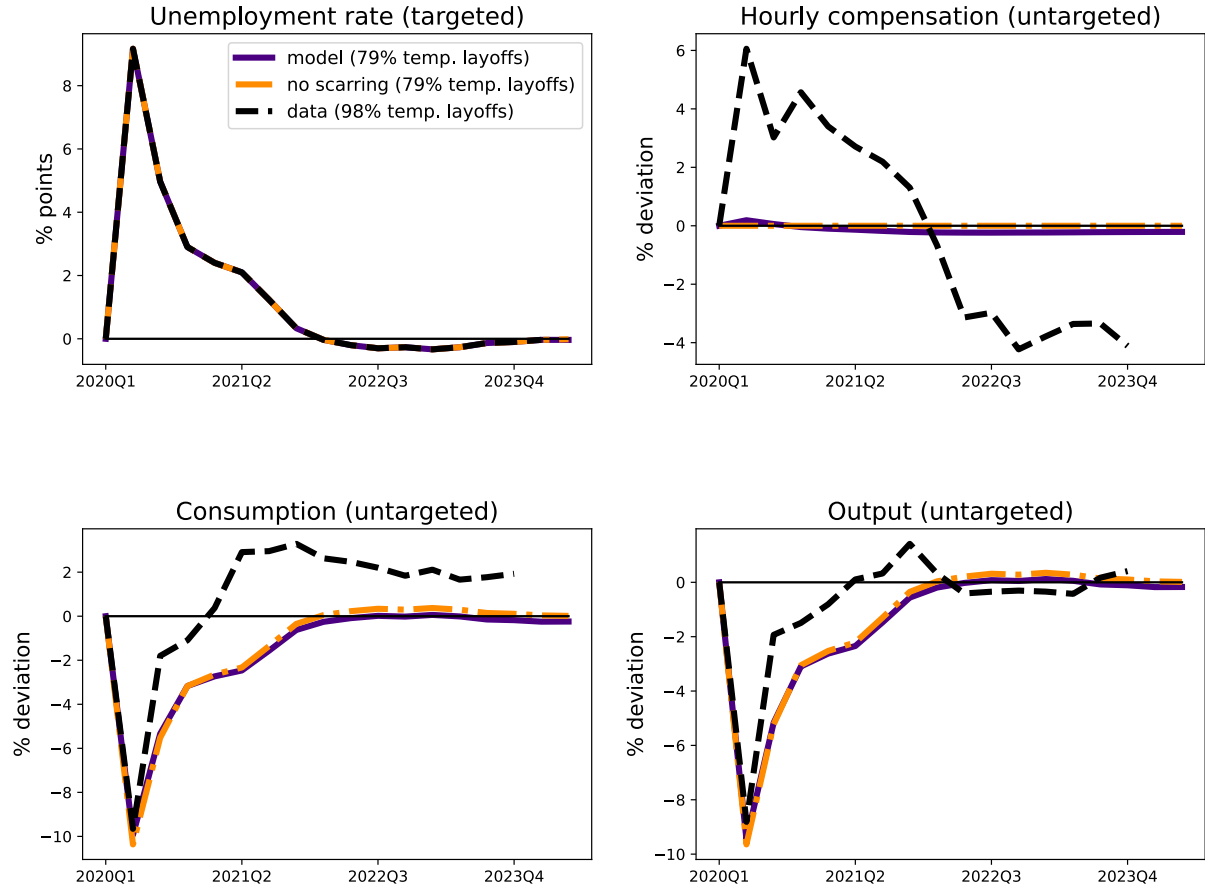 Unemployment rate (targeted)
% points
8
6
4
2
0
model (79% temp. layoffs)
no scarring (79% temp. layoffs)
data (98% temp. layoffs)
2020Q1 2021Q2 2022Q3 2023Q4
Hourly compensation (untargeted)
% deviation
6
4
2
0
−2
−4
2020Q1 2021Q2 2022Q3 2023Q4
Consumption (untargeted)
% deviation
2
0
−2
−4
−6
−8
−10
2020Q1 2021Q2 2022Q3 2023Q4
Output (untargeted)
% deviation
0
−2
−4
−6
−8
−10
2020Q1 2021Q2 2022Q3 2023Q4